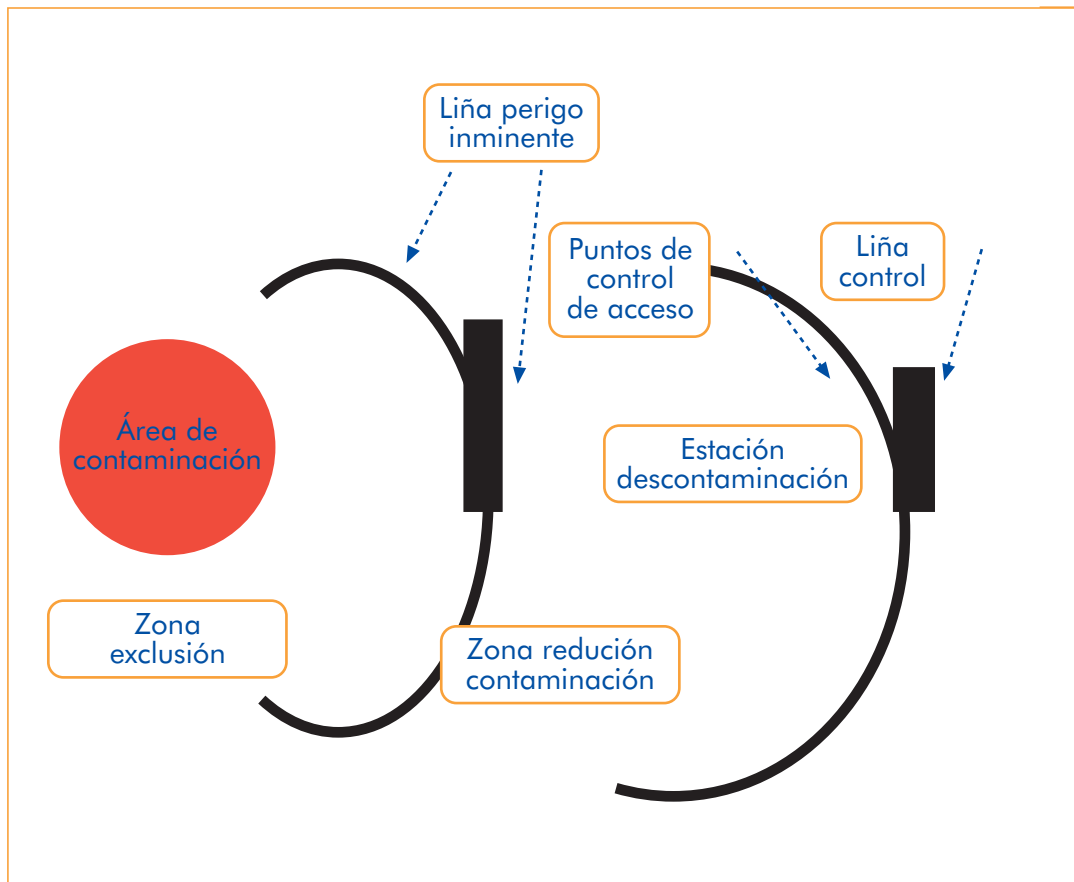 Liña perigo
inminente
Puntos de
control
de acceso
Liña
control
Área de
contaminación
Estación
descontaminación
Zona
exclusión
Zona redución
contaminación